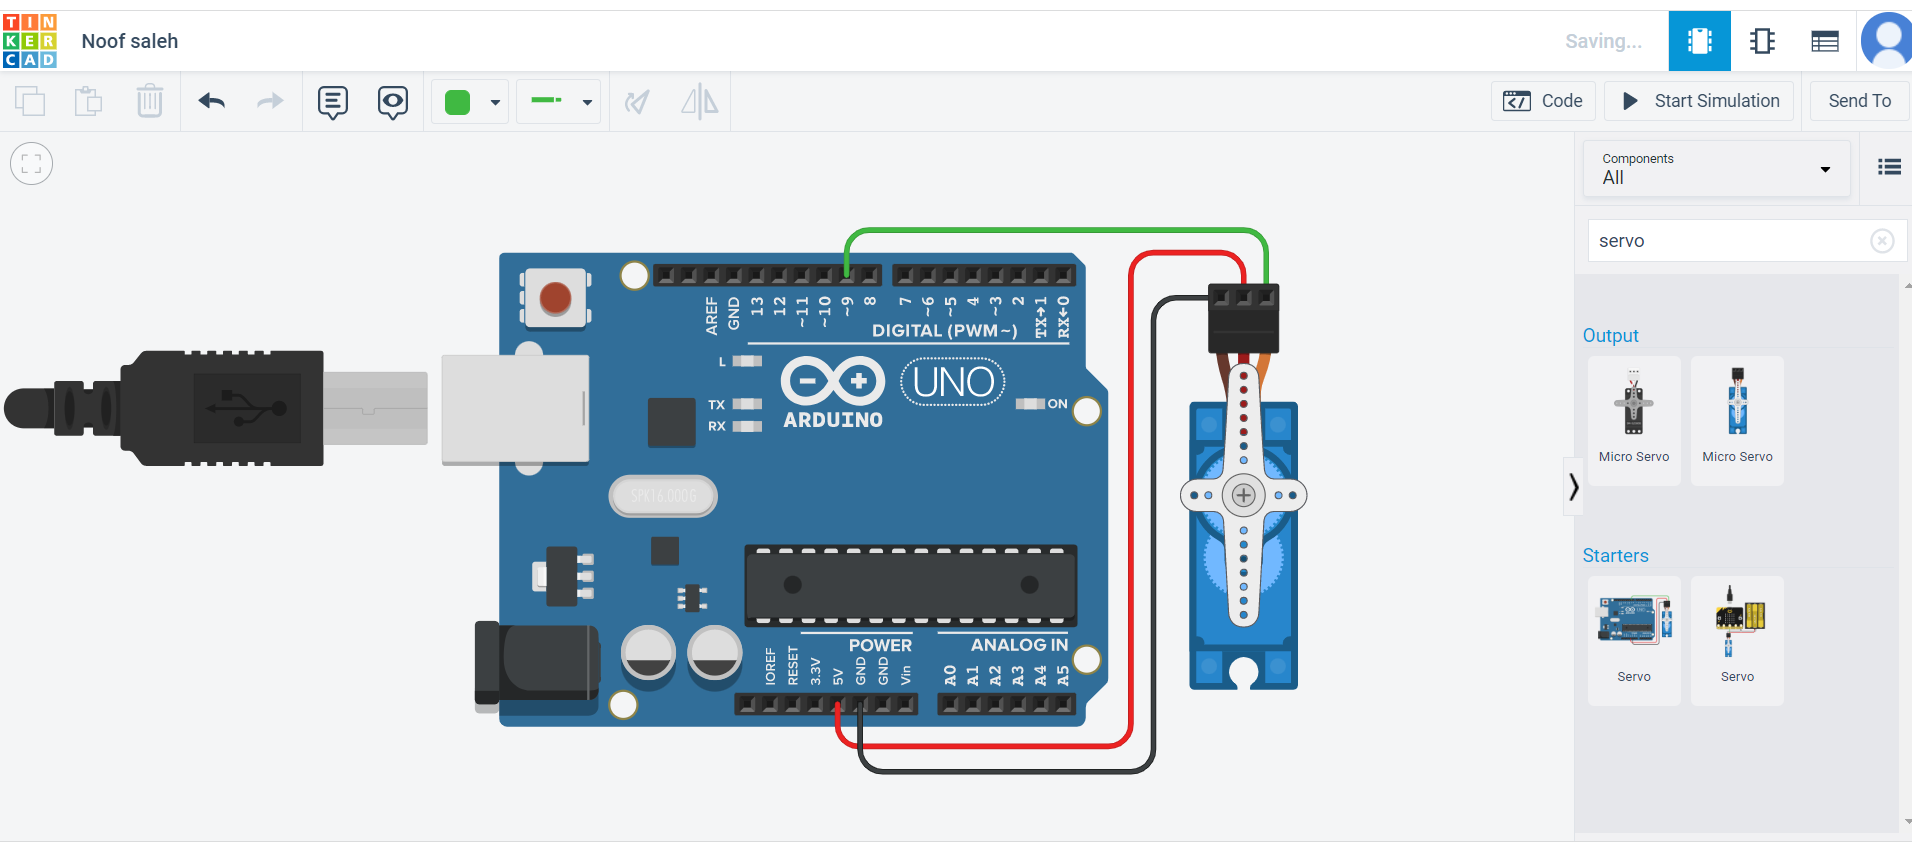 TIN
KER
CAD
Noof saleh
Saving...
Code
Start Simulation
Send To
Components
All
servo
Output
Micro Servo
Micro Servo
Starters
Servo
Servo
AREF
GND
13
12
~11
~10
~9
8
7
~6
~5
4
~3
2
TX→1
RX←0
DIGITAL (PWM~)
L
TX
RX
ARDUINO
UNO
ON
SPK16.000G
POWER
ANALOG IN
IOREF
RESET
3.3V
5V
GND
GND
Vin
A0
A1
A2
A3
A4
A5